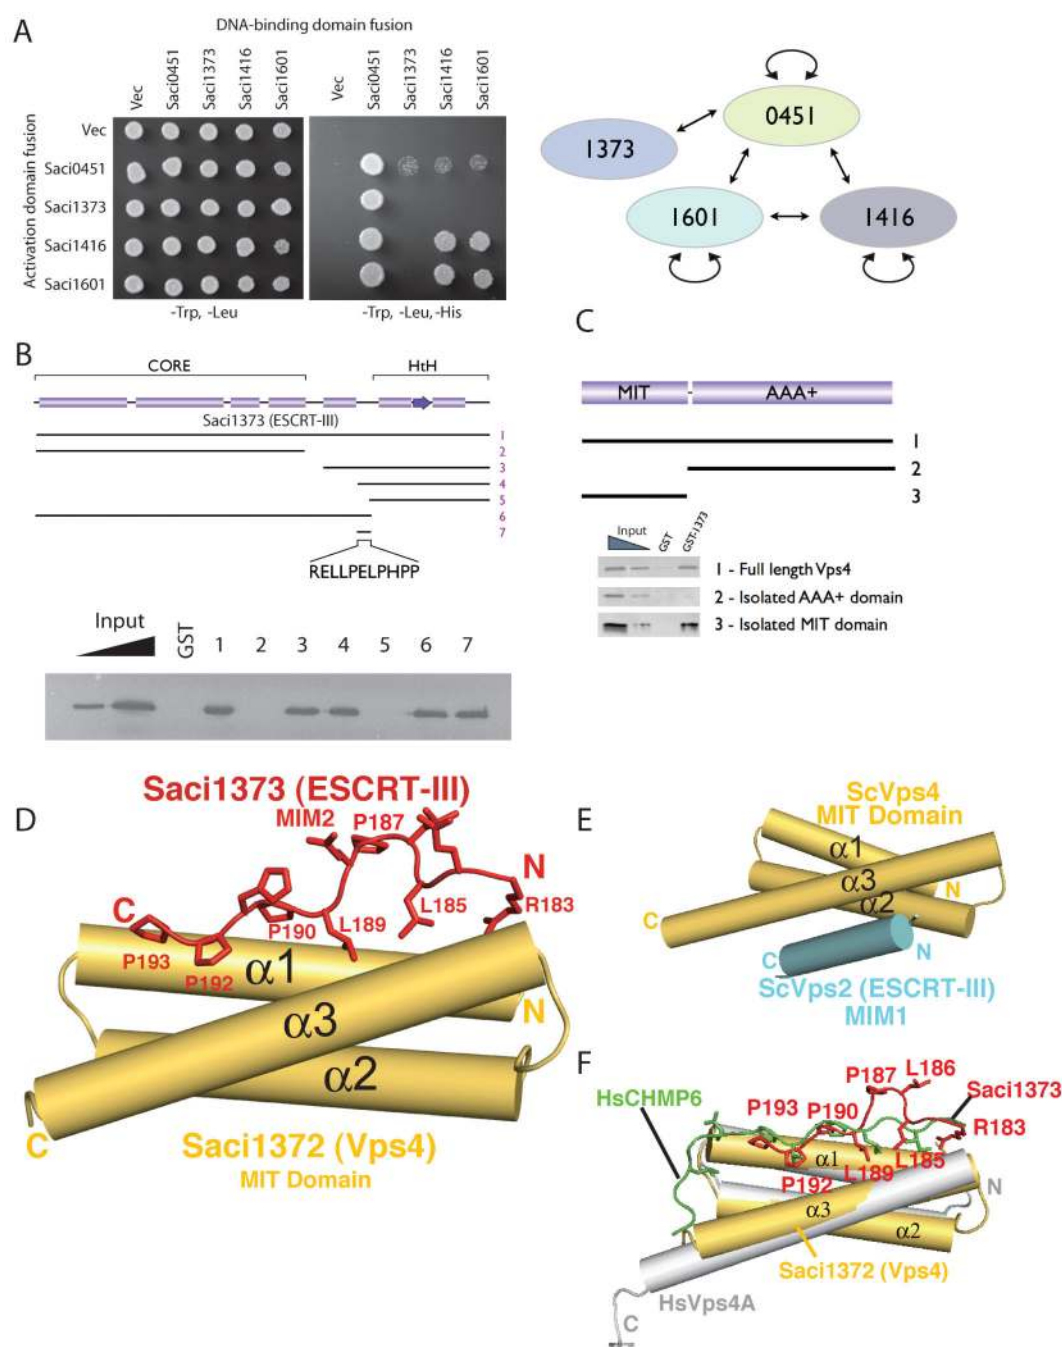 A
DNA-binding domain fusion
Vec
Saci0451
Saci1373
Saci1416
Saci1601
Vec
Saci0451
Saci1373
Saci1416
Saci1601
Activation domain fusion
Vec
Saci0451
Saci1373
Saci1416
Saci1601
-Trp, -Leu
-Trp, -Leu, -His
0451
1373
1601
1416
B
CORE
HtH
Saci1373 (ESCRT-III)
1
2
3
4
5
6
7
RELLPELPHPP
Input
GST
1
2
3
4
5
6
7
C
MIT
AAA+
1
2
3
Input
GST
GST-1373
1 - Full length Vps4
2 - Isolated AAA+ domain
3 - Isolated MIT domain
D
Saci1373 (ESCRT-III)
MIM2
P187
N
C
L185
R183
P190
L189
P193
P192
α1
α3
N
α2
C
Saci1372 (Vps4)
MIT Domain
E
ScVps4
MIT Domain
α1
α3
α2
N
C
C
N
ScVps2 (ESCRT-III)
MIM1
F
L186
P187
HsCHMP6
Saci1373
P193
P190
R183
α1
L189
L185
P192
N
α3
α2
Saci1372 (Vps4)
HsVps4A
C